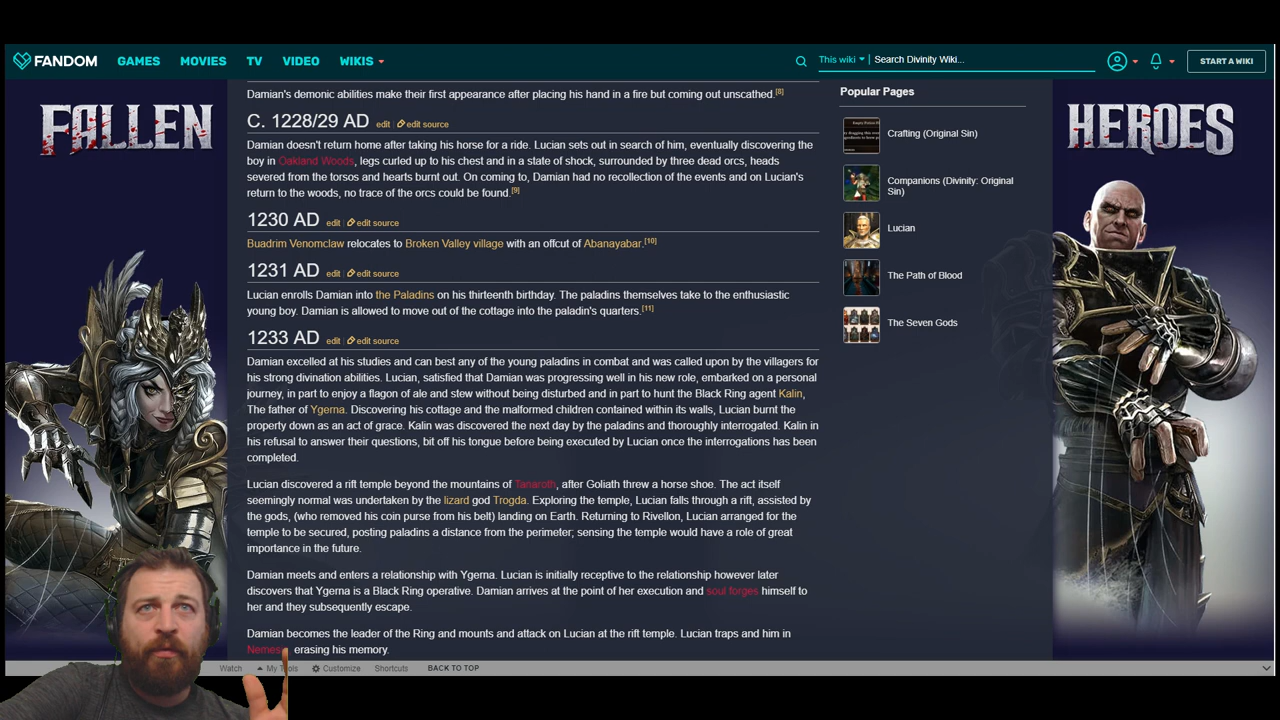 FANDOM GAMES MOVIES TV VIDEO WIKIS This wiki Search Divinity Wiki... START A WIKI
FALLEN
HEROES
Damian's demonic abilities make their first appearance after placing his hand in a fire but coming out unscathed.[8]
C. 1228/29 AD edit edit source
Damian doesn't return home after taking his horse for a ride. Lucian sets out in search of him, eventually discovering the
boy in Oakland Woods, legs curled up to his chest and in a state of shock, surrounded by three dead orcs, heads
severed from the torsos and hearts burnt out. On coming to, Damian had no recollection of the events and on Lucian's
return to the woods, no trace of the orcs could be found.[9]
1230 AD edit edit source
Buadrim Venomclaw relocates to Broken Valley village with an offcut of Abanayabar.[10]
1231 AD edit edit source
Lucian enrolls Damian into the Paladins on his thirteenth birthday. The paladins themselves take to the enthusiastic
young boy. Damian is allowed to move out of the cottage into the paladin's quarters.[11]
1233 AD edit edit source
Damian excelled at his studies and can best any of the young paladins in combat and was called upon by the villagers for
his strong divination abilities. Lucian, satisfied that Damian was progressing well in his new role, embarked on a personal
journey, in part to enjoy a flagon of ale and stew without being disturbed and in part to hunt the Black Ring agent Kalin,
The father of Ygerna. Discovering his cottage and the malformed children contained within its walls, Lucian burnt the
property down as an act of grace. Kalin was discovered the next day by the paladins and thoroughly interrogated. Kalin in
his refusal to answer their questions, bit off his tongue before being executed by Lucian once the interrogations has been
completed.
Lucian discovered a rift temple beyond the mountains of Tanaroth, after Goliath threw a horse shoe. The act itself
seemingly normal was undertaken by the lizard god Trogda. Exploring the temple, Lucian falls through a rift, assisted by
the gods, (who removed his coin purse from his belt) landing on Earth. Returning to Rivellon, Lucian arranged for the
temple to be secured, posting paladins a distance from the perimeter; sensing the temple would have a role of great
importance in the future.
Damian meets and enters a relationship with Ygerna. Lucian is initially receptive to the relationship however later
discovers that Ygerna is a Black Ring operative. Damian arrives at the point of her execution and soul forges himself to
her and they subsequently escape.
Damian becomes the leader of the Ring and mounts and attack on Lucian at the rift temple. Lucian traps and him in
erasing his memory.
Popular Pages
Crafting (Original Sin)
Companions (Divinity: Original
Sin)
Lucian
The Path of Blood
The Seven Gods
Watch My Tools Customize Shortcuts BACK TO TOP